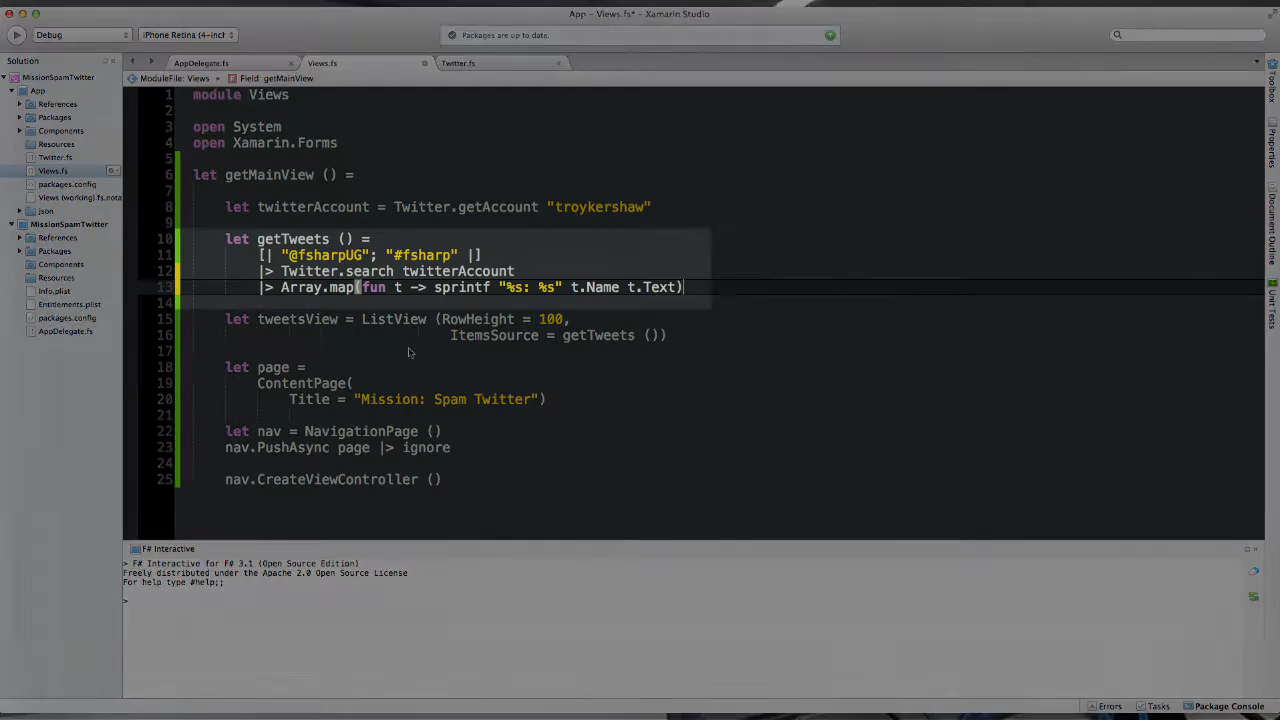 App – Views.fs* – Xamarin Studio
Debug
iPhone Retina (4-inch
Packages are up to date.
Solution
AppDelegate.fs
Views.fs
Twitter.fs
ModuleFile: Views
Field: getMainView
MissionSpamTwitter
App
References
Packages
Components
Resources
Twitter.fs
Views.fs
packages.config
Views (working).fs.nota
json
MissionSpamTwitter
References
Packages
Components
Resources
Info.plist
Entitlements.plist
AppDelegate.fs
1 module Views
2
3 open System
4 open Xamarin.Forms
5
6 let getMainView () =
7
8 let twitterAccount = Twitter.getAccount "troykershaw"
9
10 let getTweets () =
11 [| "@fsharpUG"; "#fsharp" |]
12 |> Twitter.search twitterAccount
13 |> Array.map(fun t -> sprintf "%s: %s" t.Name t.Text)
14
15 let tweetsView = ListView (RowHeight = 100,
16 ItemsSource = getTweets ())
17
18 let page =
19 ContentPage(
20 Title = "Mission: Spam Twitter")
21
22 let nav = NavigationPage ()
23 nav.PushAsync page |> ignore
24
25 nav.CreateViewController ()
Toolbox
Properties
Document Outline
Unit Tests
F# Interactive
> F# Interactive for F# 3.1 (Open Source Edition)
Freely distributed under the Apache 2.0 Open Source License
For help type #help;;
>
Errors
Tasks
Package Console